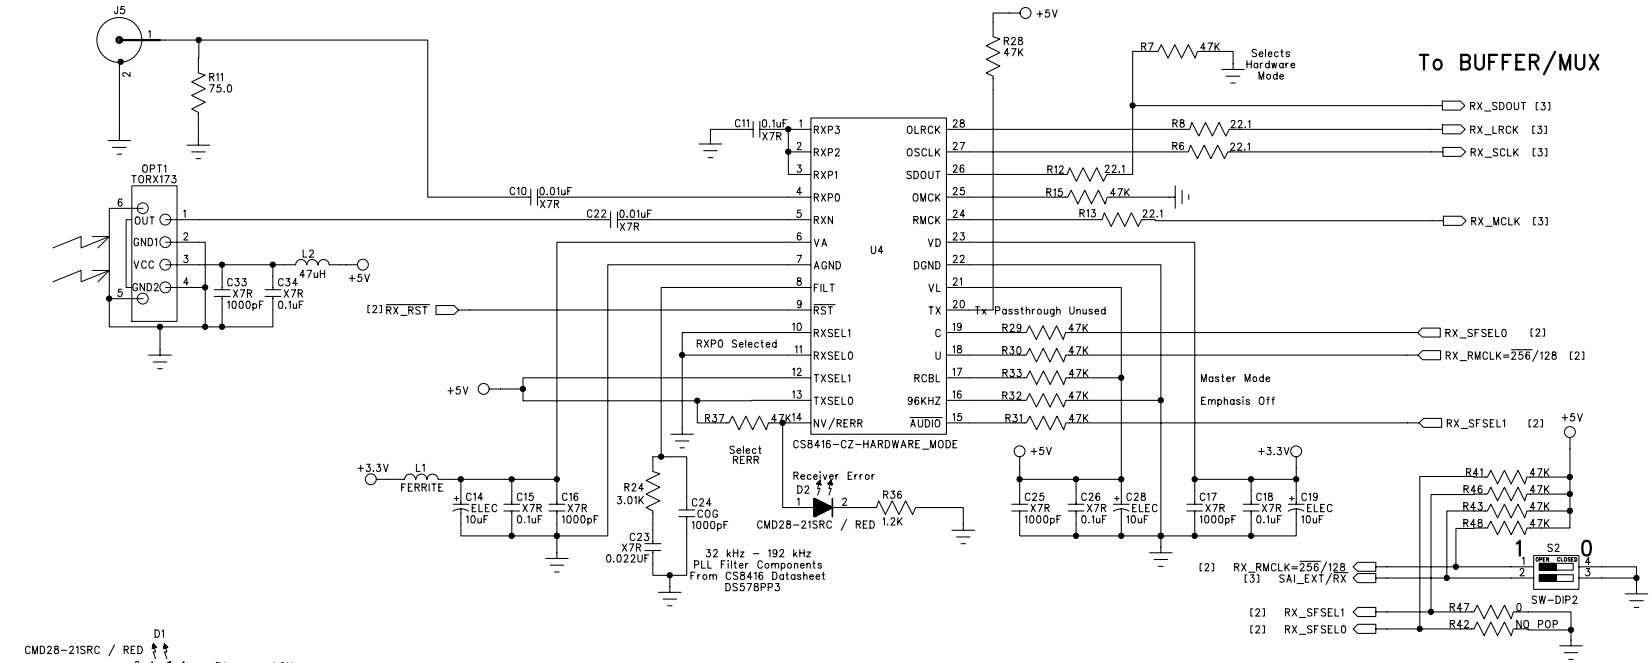 J5
1
2
R11
75.0
+5V
R28
47K
R7 47K
Selects
Hardware
Mode
To BUFFER/MUX
RX_SDOUT [3]
C11 0.1uF
X7R
1 RXP3
2 RXP2
3 RXP1
4 RXP0
5 RXN
6 VA
7 AGND
8 FILT
9 RST
10 RXSEL1
11 RXSEL0
12 TXSEL1
13 TXSEL0
14 NV/RERR
U4
OLRCK 28
OSCLK 27
SDOUT 26
OMCK 25
RMCK 24
VD 23
DGND 22
VL 21
TX 20
C 19
U 18
RCBL 17
96KHZ 16
AUDIO 15
CS8416-CZ-HARDWARE_MODE
R8 22.1
RX_LRCK [3]
R6 22.1
RX_SCLK [3]
R12 22.1
R15 47K
R13 22.1
RX_MCLK [3]
OPT1
TORX173
6
OUT 1
GND1 2
VCC 3
GND2 4
5
C10 0.01uF
X7R
C22 0.01uF
X7R
L2
47uH
+5V
C33
X7R
1000pF
C34
X7R
0.1uF
[2] RX_RST
Tx Passthrough Unused
RXP0 Selected
R29 47K
RX_SFSEL0 [2]
R30 47K
RX_RMCLK=256/128 [2]
R33 47K
Master Mode
R32 47K
Emphasis Off
R31 47K
RX_SFSEL1 [2]
+5V
R37 47K
Select
RERR
+3.3V
L1
FERRITE
C14
ELEC
10uF
+
C15
X7R
0.1uF
C16
X7R
1000pF
R24
3.01K
C23
X7R
0.022UF
C24
COG
1000pF
Receiver Error
D2
1 2
CMD28-21SRC / RED
R36
1.2K
32 kHz - 192 kHz
PLL Filter Components
From CS8416 Datasheet
DS578PP3
+5V
C25
X7R
1000pF
C26
X7R
0.1uF
C28
ELEC
10uF
+
+3.3V
C17
X7R
1000pF
C18
X7R
0.1uF
C19
ELEC
10uF
+
+5V
R41 47K
R46 47K
R43 47K
R48 47K
1 S2 0
OPEN CLOSED
1 4
2 3
SW-DIP2
[2] RX_RMCLK=256/128
[3] SAI_EXT/RX
[2] RX_SFSEL1
R47 0
[2] RX_SFSEL0
R42 NO POP
D1
CMD28-21SRC / RED